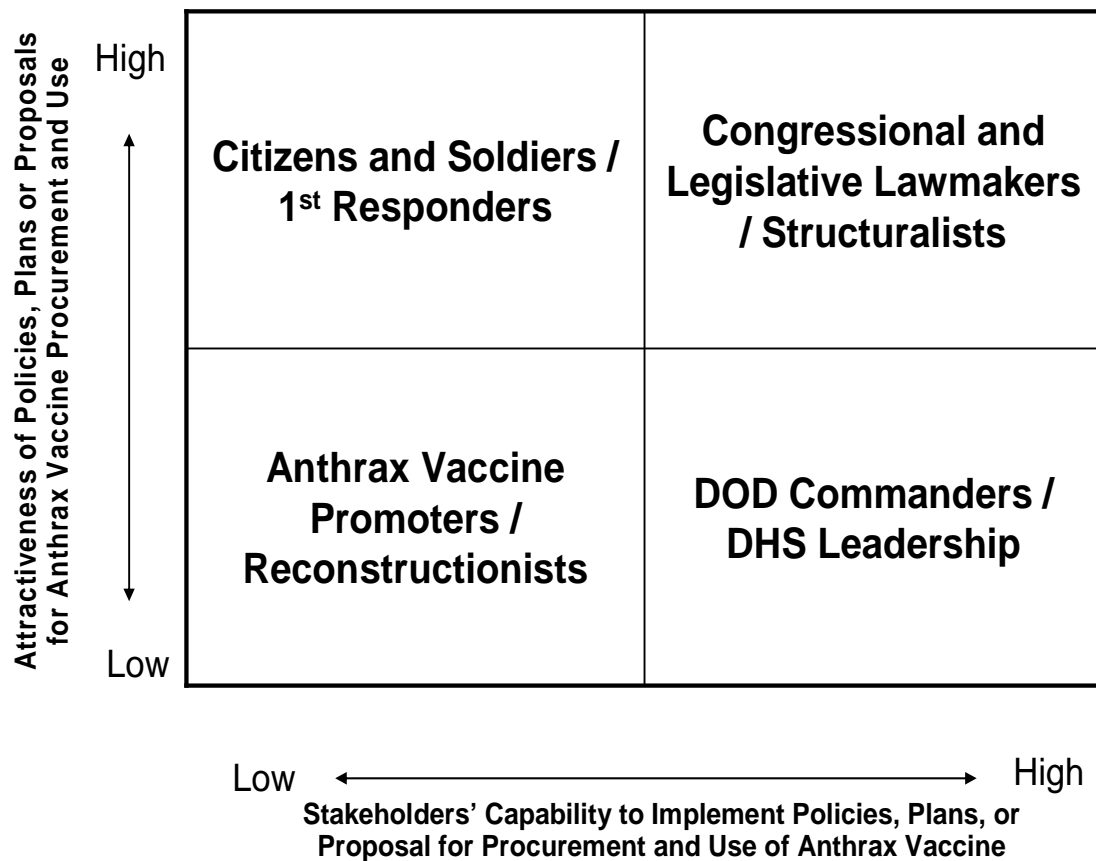 Attractiveness of Policies, Plans or Proposals
for Anthrax Vaccine Procurement and Use
High
Citizens and Soldiers /
1st Responders
Congressional and
Legislative Lawmakers
/ Structuralists
Anthrax Vaccine
Promoters /
Reconstructionists
DOD Commanders /
DHS Leadership
Low
Low
High
Stakeholders’ Capability to Implement Policies, Plans, or
Proposal for Procurement and Use of Anthrax Vaccine